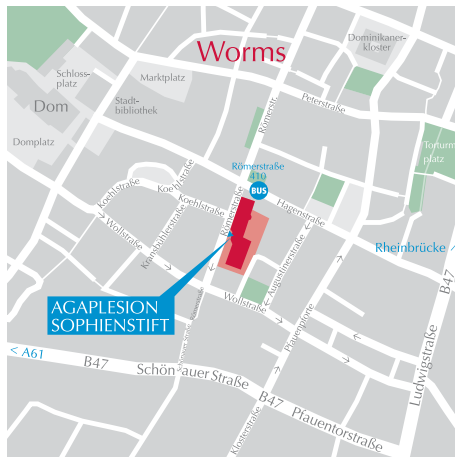 Worms
Dominikaner-
kloster
Schloss-
platz
Marktplatz
Dom
Stadt-
bibliothek
Peterstraße
Römerstr.
Domplatz
Torturm
platz
Römerstraße
410
BUS
Koehlstraße
Koehlstraße
Koehlstraße
Römerstraße
Hagenstraße
Wollstraße
Kranzbühlerstraße
Rheinbrücke
B47
Augustinerstraße
AGAPLESION
SOPHIENSTIFT
Wollstraße
Pfauenpforte
< A61
B47
Schönauer Straße
Ludwigstraße
B47
Pfauentorstraße
Klosterstraße